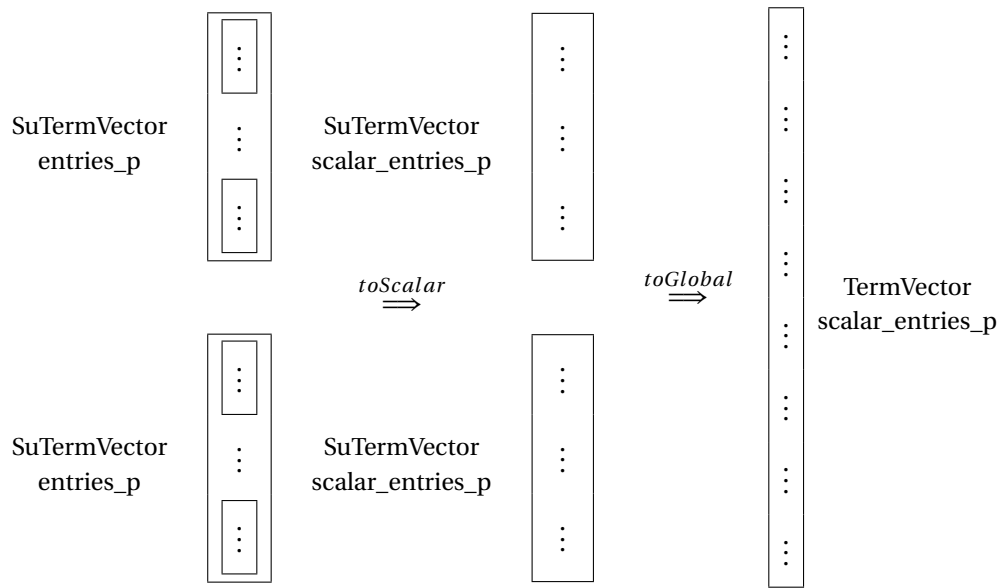 SuTermVector
entries_p
SuTermVector
scalar_entries_p
toScalar
toGlobal
TermVector
scalar_entries_p
SuTermVector
entries_p
SuTermVector
scalar_entries_p